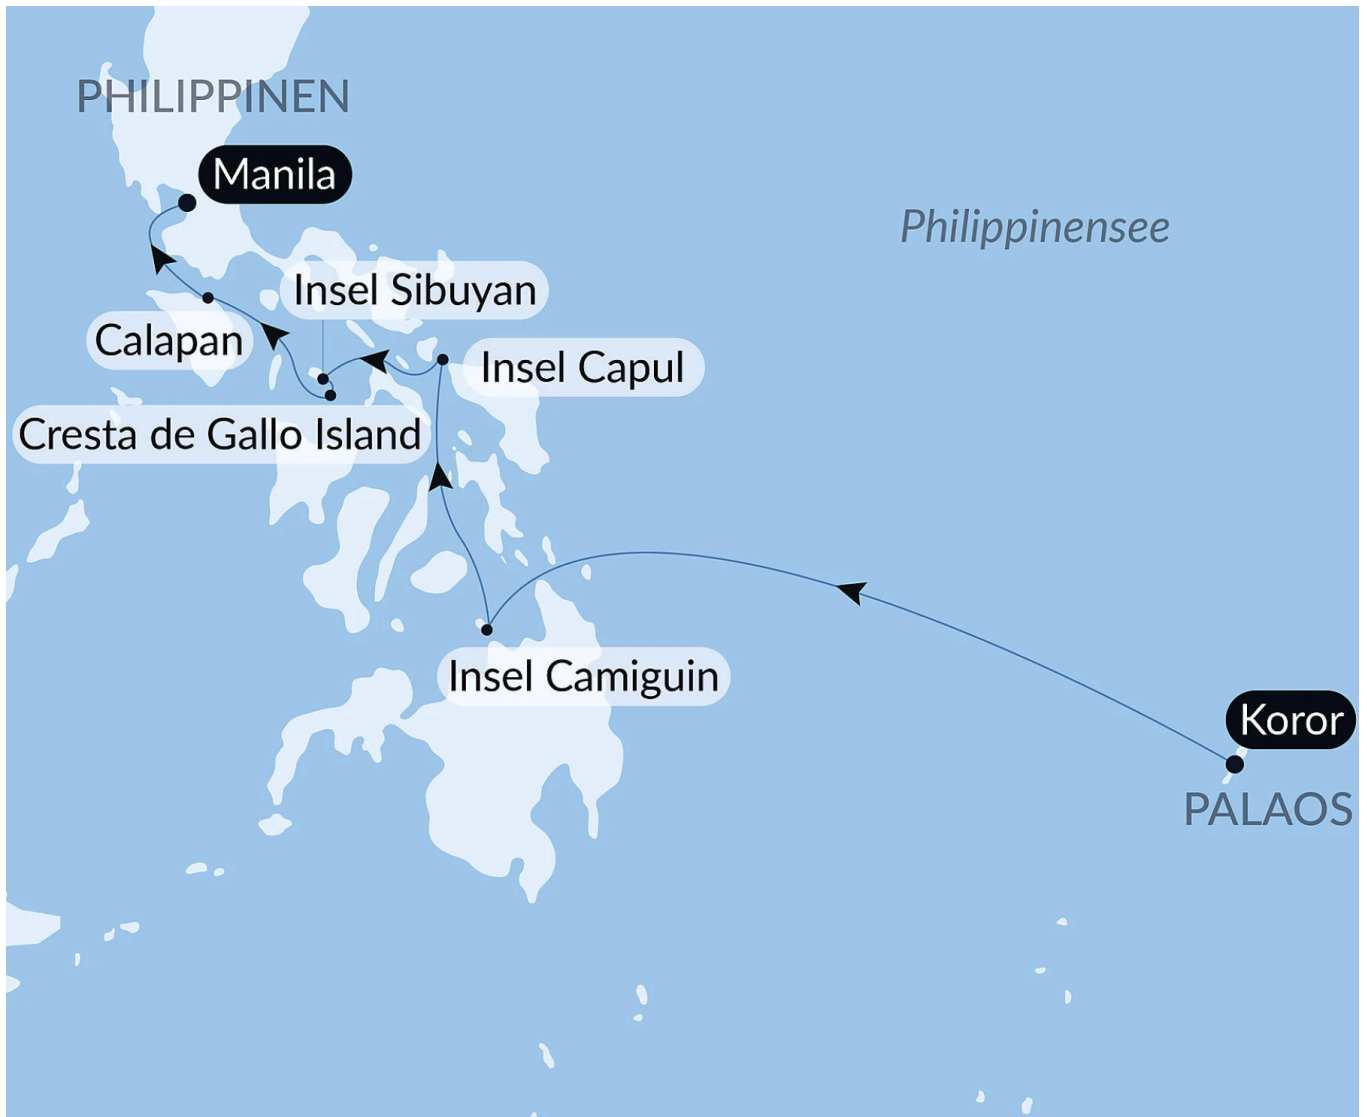 PHILIPPINEN
Manila
Philippinensee
Insel Sibuyan
Calapan
Insel Capul
Cresta de Gallo Island
Insel Camiguin
Koror
PALAOS